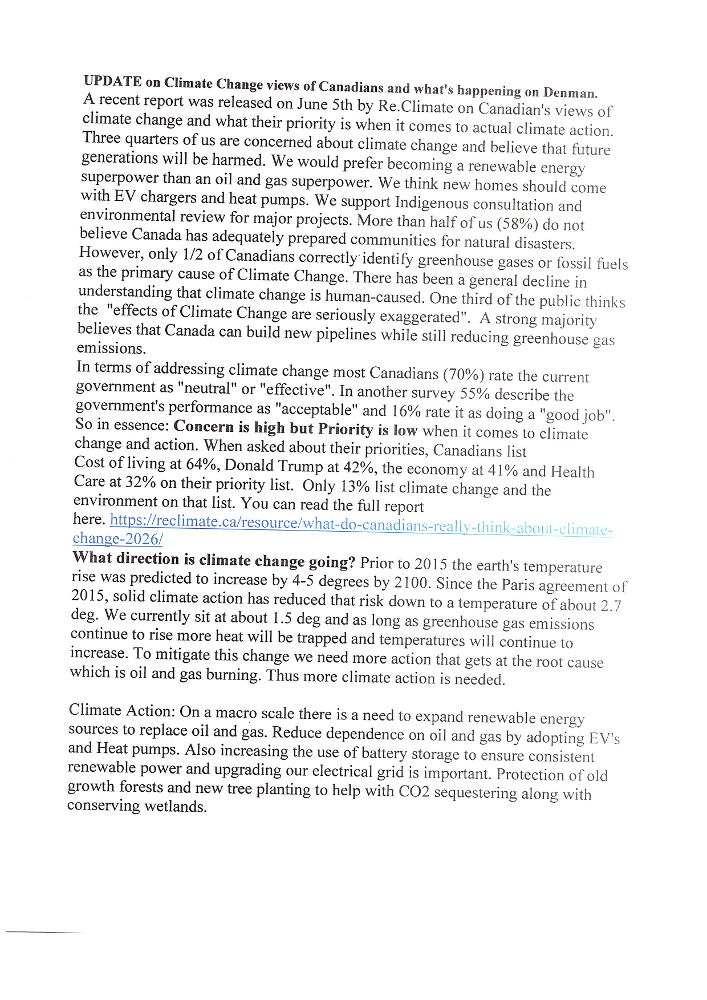 UPDATE on Climate Change views of Canadians and what's happening on Denman.
A recent report was released on June 5th by Re.Climate on Canadian's views of
climate change and what their priority is when it comes to actual climate action.
Three quarters of us are concerned about climate change and believe that future
generations will be harmed. We would prefer becoming a renewable energy
superpower than an oil and gas superpower. We think new homes should come
with EV chargers and heat pumps. We support Indigenous consultation and
environmental review for major projects. More than half of us (58%) do not
believe Canada has adequately prepared communities for natural disasters.
However, only 1/2 of Canadians correctly identify greenhouse gases or fossil fuels
as the primary cause of Climate Change. There has been a general decline in
understanding that climate change is human-caused. One third of the public thinks
the "effects of Climate Change are seriously exaggerated". A strong majority
believes that Canada can build new pipelines while still reducing greenhouse gas
emissions.
In terms of addressing climate change most Canadians (70%) rate the current
government as "neutral" or "effective". In another survey 55% describe the
government's performance as "acceptable" and 16% rate it as doing a "good job".
So in essence: Concern is high but Priority is low when it comes to climate
change and action. When asked about their priorities, Canadians list
Cost of living at 64%, Donald Trump at 42%, the economy at 41% and Health
Care at 32% on their priority list. Only 13% list climate change and the
environment on that list. You can read the full report
here. https://reclimate.ca/resource/what-do-canadians-really-think-about-climate-
change-2026/
What direction is climate change going? Prior to 2015 the earth's temperature
rise was predicted to increase by 4-5 degrees by 2100. Since the Paris agreement of
2015, solid climate action has reduced that risk down to a temperature of about 2.7
deg. We currently sit at about 1.5 deg and as long as greenhouse gas emissions
continue to rise more heat will be trapped and temperatures will continue to
increase. To mitigate this change we need more action that gets at the root cause
which is oil and gas burning. Thus more climate action is needed.
Climate Action: On a macro scale there is a need to expand renewable energy
sources to replace oil and gas. Reduce dependence on oil and gas by adopting EV's
and Heat pumps. Also increasing the use of battery storage to ensure consistent
renewable power and upgrading our electrical grid is important. Protection of old
growth forests and new tree planting to help with CO2 sequestering along with
conserving wetlands.